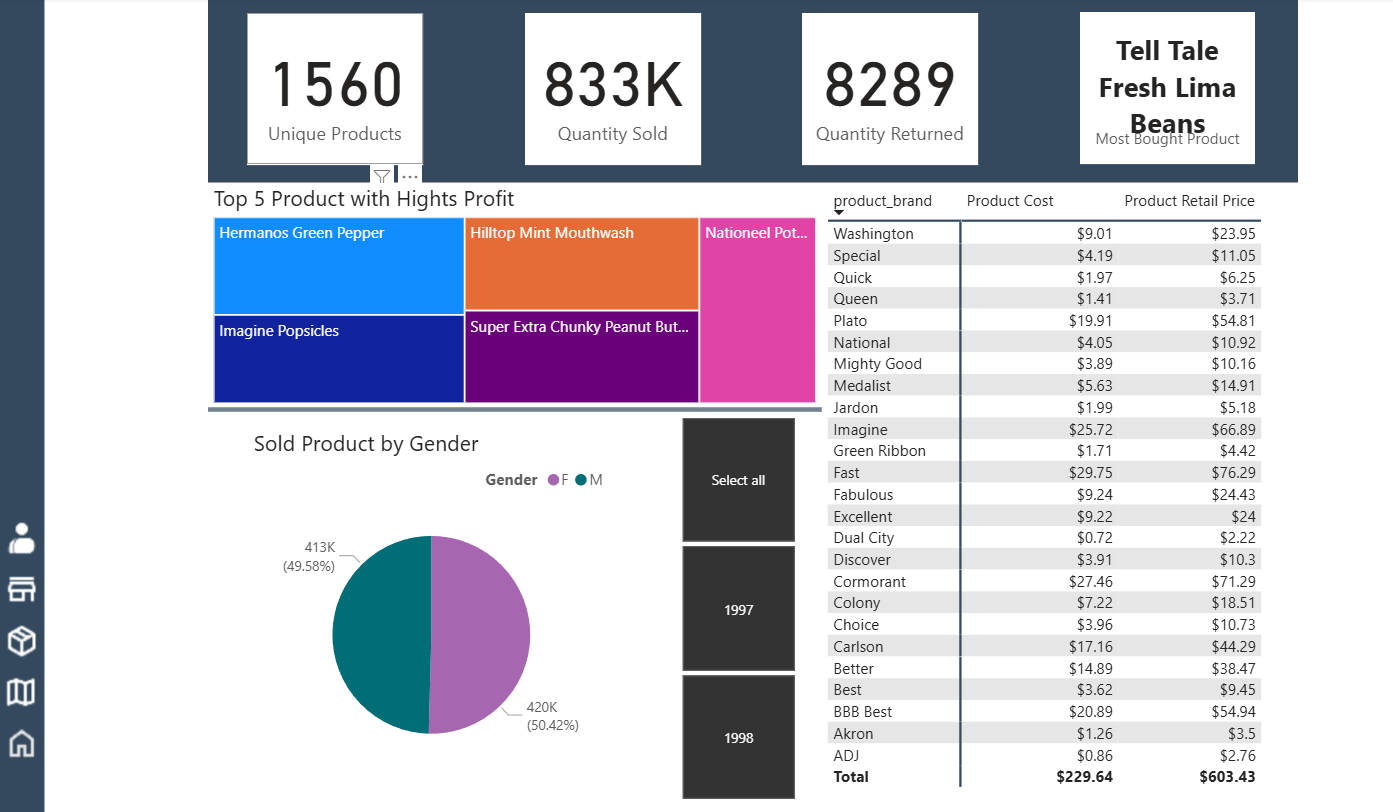 1560
Unique Products
833K
Quantity Sold
8289
Quantity Returned
Tell Tale
Fresh Lima
Beans
Most Bought Product
Top 5 Product with Hights Profit
Hermanos Green Pepper
Hilltop Mint Mouthwash
Nationeel Pot...
Imagine Popsicles
Super Extra Chunky Peanut But...
Sold Product by Gender
Gender F M
413K
(49.58%)
420K
(50.42%)
Select all
1997
1998
product_brand Product Cost Product Retail Price
Washington $9.01 $23.95
Special $4.19 $11.05
Quick $1.97 $6.25
Queen $1.41 $3.71
Plato $19.91 $54.81
National $4.05 $10.92
Mighty Good $3.89 $10.16
Medalist $5.63 $14.91
Jardon $1.99 $5.18
Imagine $25.72 $66.89
Green Ribbon $1.71 $4.42
Fast $29.75 $76.29
Fabulous $9.24 $24.43
Excellent $9.22 $24
Dual City $0.72 $2.22
Discover $3.91 $10.3
Cormorant $27.46 $71.29
Colony $7.22 $18.51
Choice $3.96 $10.73
Carlson $17.16 $44.29
Better $14.89 $38.47
Best $3.62 $9.45
BBB Best $20.89 $54.94
Akron $1.26 $3.5
ADJ $0.86 $2.76
Total $229.64 $603.43